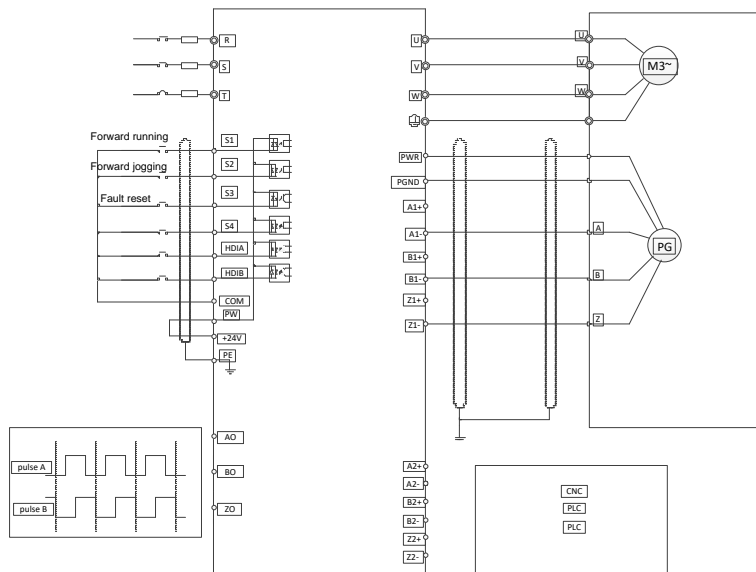 R
S
T
Forward running
S1
Forward jogging
S2
Fault reset
S3
S4
HDIA
HDIB
COM
PW
+24V
PE
pulse A
pulse B
AO
BO
ZO
U
V
W
PWR
PGND
A1+
A1-
B1+
B1-
Z1+
Z1-
A2+
A2-
B2+
B2-
Z2+
Z2-
U
V
W
M3~
A
B
Z
PG
CNC
PLC
PLC